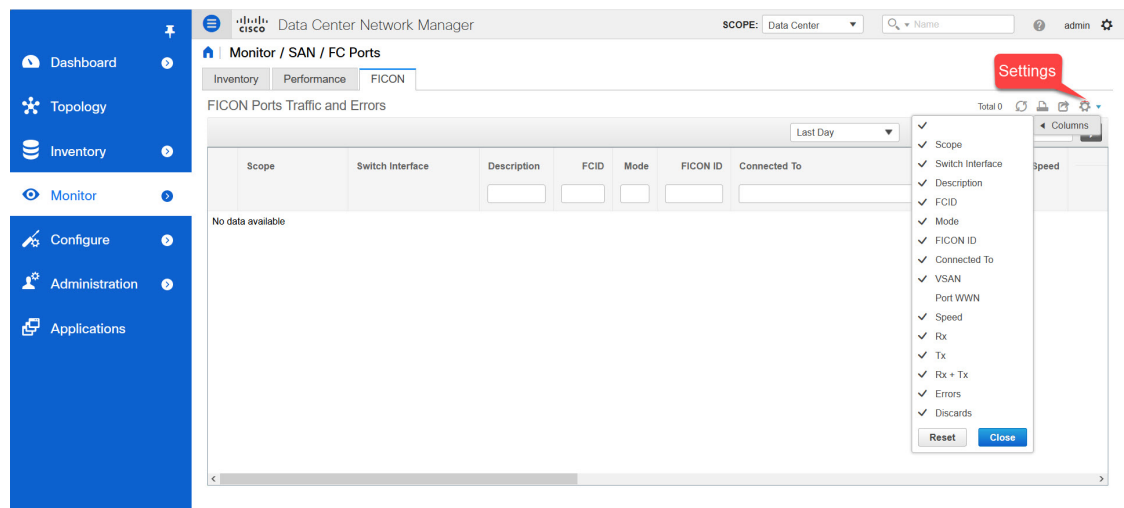 cisco Data Center Network Manager
SCOPE: Data Center
Name
admin
Dashboard
Topology
Inventory
Monitor
Configure
Administration
Applications
Monitor / SAN / FC Ports
Inventory Performance FICON
Settings
FICON Ports Traffic and Errors
Total 0
Last Day
Columns
Scope Switch Interface Description FCID Mode FICON ID Connected To Speed
No data available
Scope
Switch Interface
Description
FCID
Mode
FICON ID
Connected To
VSAN
Port WWN
Speed
Rx
Tx
Rx + Tx
Errors
Discards
Reset Close